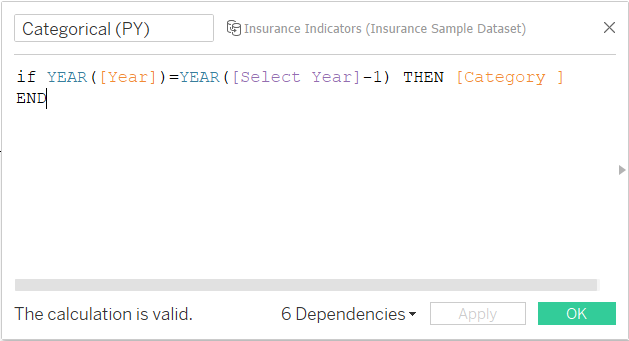 Categorical (PY)
Insurance Indicators (Insurance Sample Dataset)
if YEAR([Year])=YEAR([Select Year]-1) THEN [Category ]
END
The calculation is valid.
6 Dependencies
Apply
OK